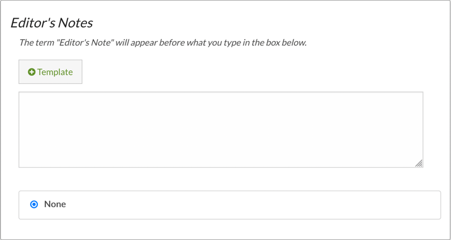 Editor's Notes
The term "Editor's Note" will appear before what you type in the box below.
Template
None